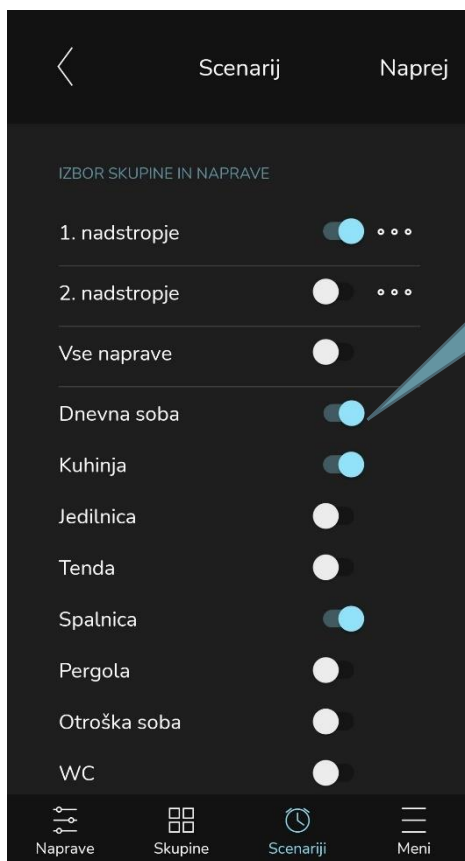 Scenarij Naprej
IZBOR SKUPINE IN NAPRAVE
1. nadstropje
2. nadstropje
Vse naprave
Dnevna soba
Kuhinja
Jedilnica
Tenda
Spalnica
Pergola
Otroška soba
WC
Naprave Skupine Scenariji Meni